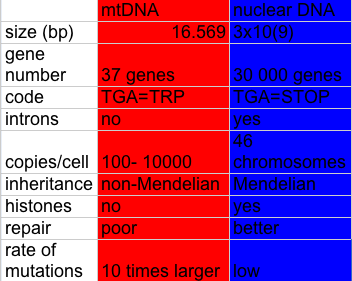 mtDNA nuclear DNA
size (bp) 16.569 3x10(9)
gene
number 37 genes 30 000 genes
code TGA=TRP TGA=STOP
introns no yes
46
copies/cell 100- 10000 chromosomes
inheritance non-Mendelian Mendelian
histones no yes
repair poor better
rate of
mutations 10 times larger low